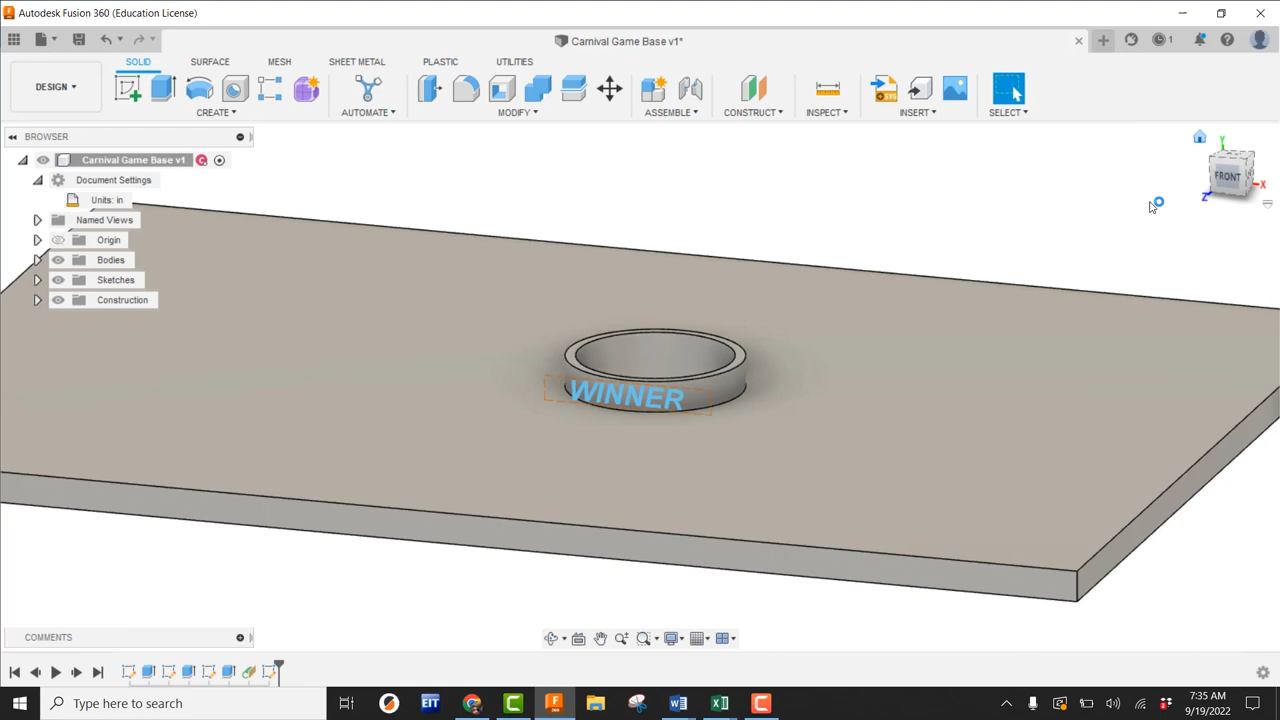 Autodesk Fusion 360 (Education License)
Carnival Game Base v1*
1
DESIGN
SOLID SURFACE MESH SHEET METAL PLASTIC UTILITIES
CREATE AUTOMATE MODIFY ASSEMBLE CONSTRUCT INSPECT INSERT SELECT
BROWSER
Carnival Game Base v1
Document Settings
Units: in
Named Views
Origin
Bodies
Sketches
Construction
Y
FRONT
X
Z
WINNER
COMMENTS
Type here to search
EIT
7:35 AM
9/19/2022